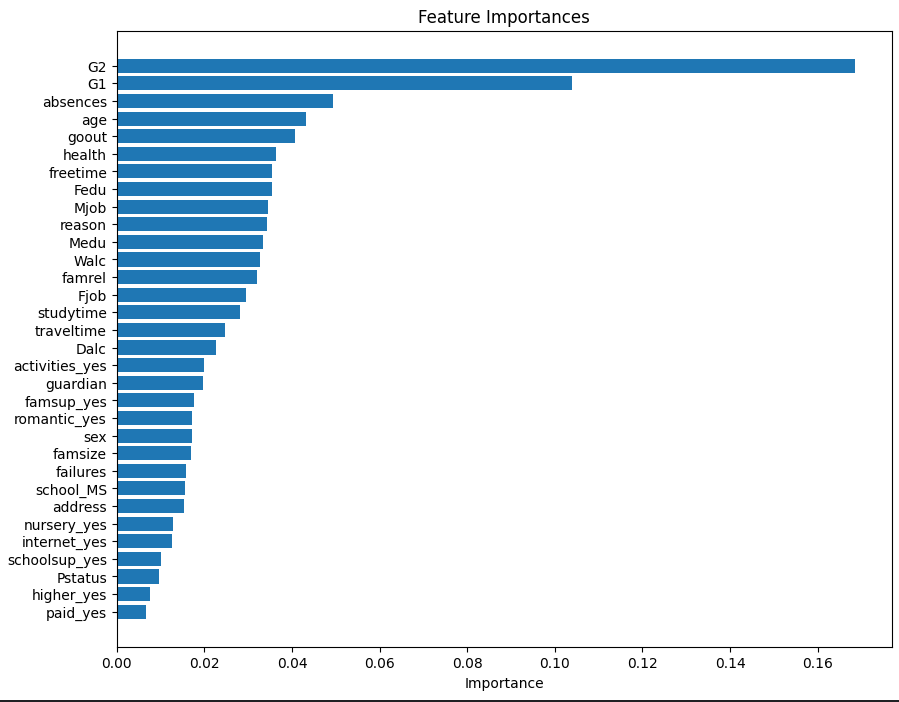 Feature Importances
G2
G1
absences
age
goout
health
freetime
Fedu
Mjob
reason
Medu
Walc
famrel
Fjob
studytime
traveltime
Dalc
activities_yes
guardian
famsup_yes
romantic_yes
sex
famsize
failures
school_MS
address
nursery_yes
internet_yes
schoolsup_yes
Pstatus
higher_yes
paid_yes
0.00 0.02 0.04 0.06 0.08 0.10 0.12 0.14 0.16
Importance